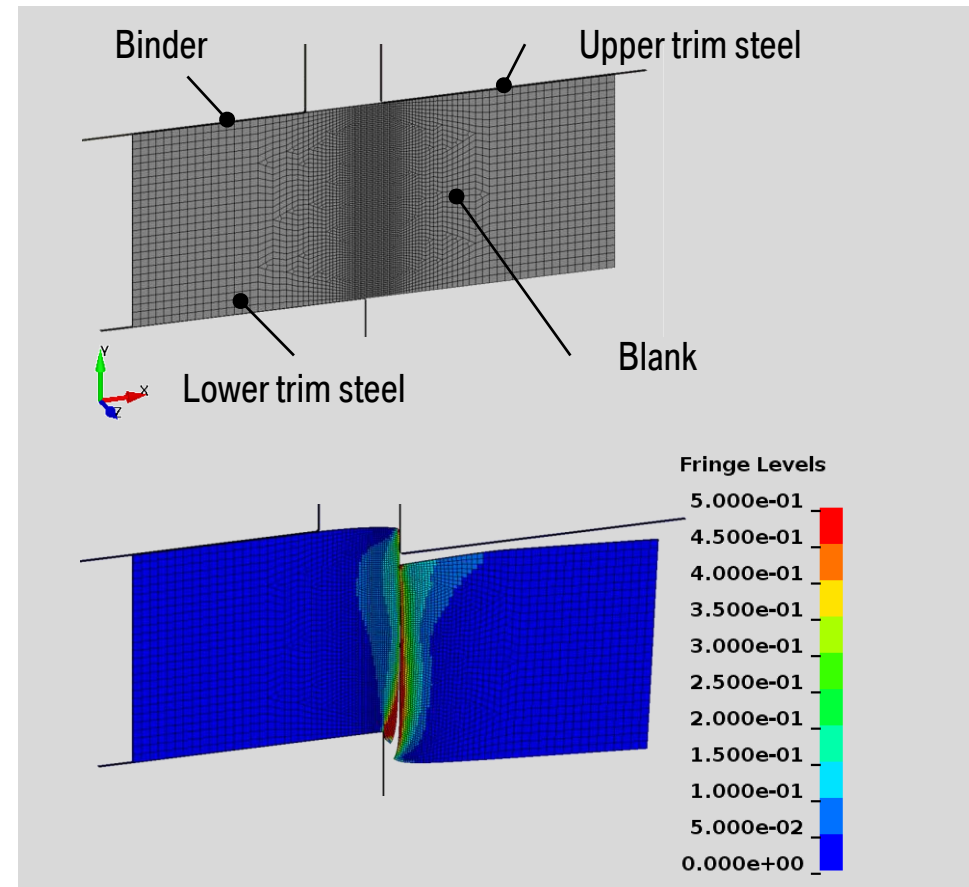 Binder
Upper trim steel
Blank
Lower trim steel
Y
X
Z
Fringe Levels
5.000e-01
4.500e-01
4.000e-01
3.500e-01
3.000e-01
2.500e-01
2.000e-01
1.500e-01
1.000e-01
5.000e-02
0.000e+00